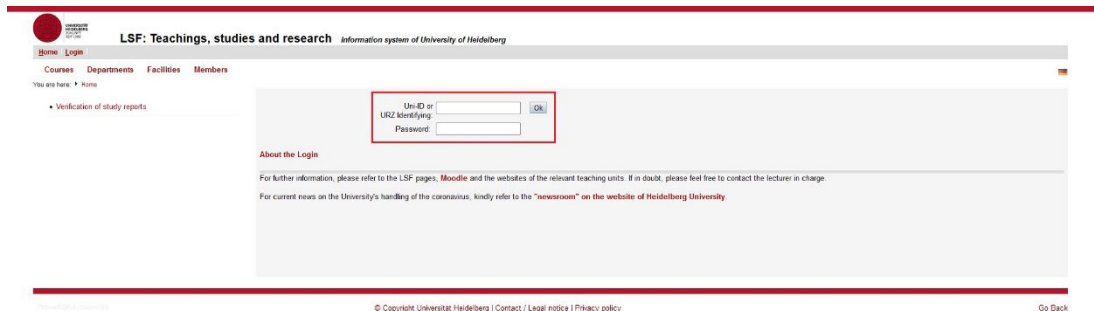 UNIVERSITÄT
HEIDELBERG
ZUKUNFT
SEIT 1386
LSF: Teachings, studies and research information system of University of Heidelberg
Home Login
Courses Departments Facilities Members
You are here: Home
Verification of study reports
Uni-ID or
URZ Identifying:
Ok
Password:
About the Login
For further information, please refer to the LSF pages, Moodle and the websites of the relevant teaching units. If in doubt, please feel free to contact the lecturer in charge.
For current news on the University's handling of the coronavirus, kindly refer to the "newsroom" on the website of Heidelberg University.
© Copyright Universität Heidelberg | Contact / Legal notice | Privacy policy
Go Back